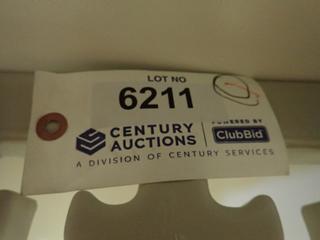 LOT NO
6211
CENTURY AUCTIONS
POWERED BY
ClubBid
A DIVISION OF CENTURY SERVICES